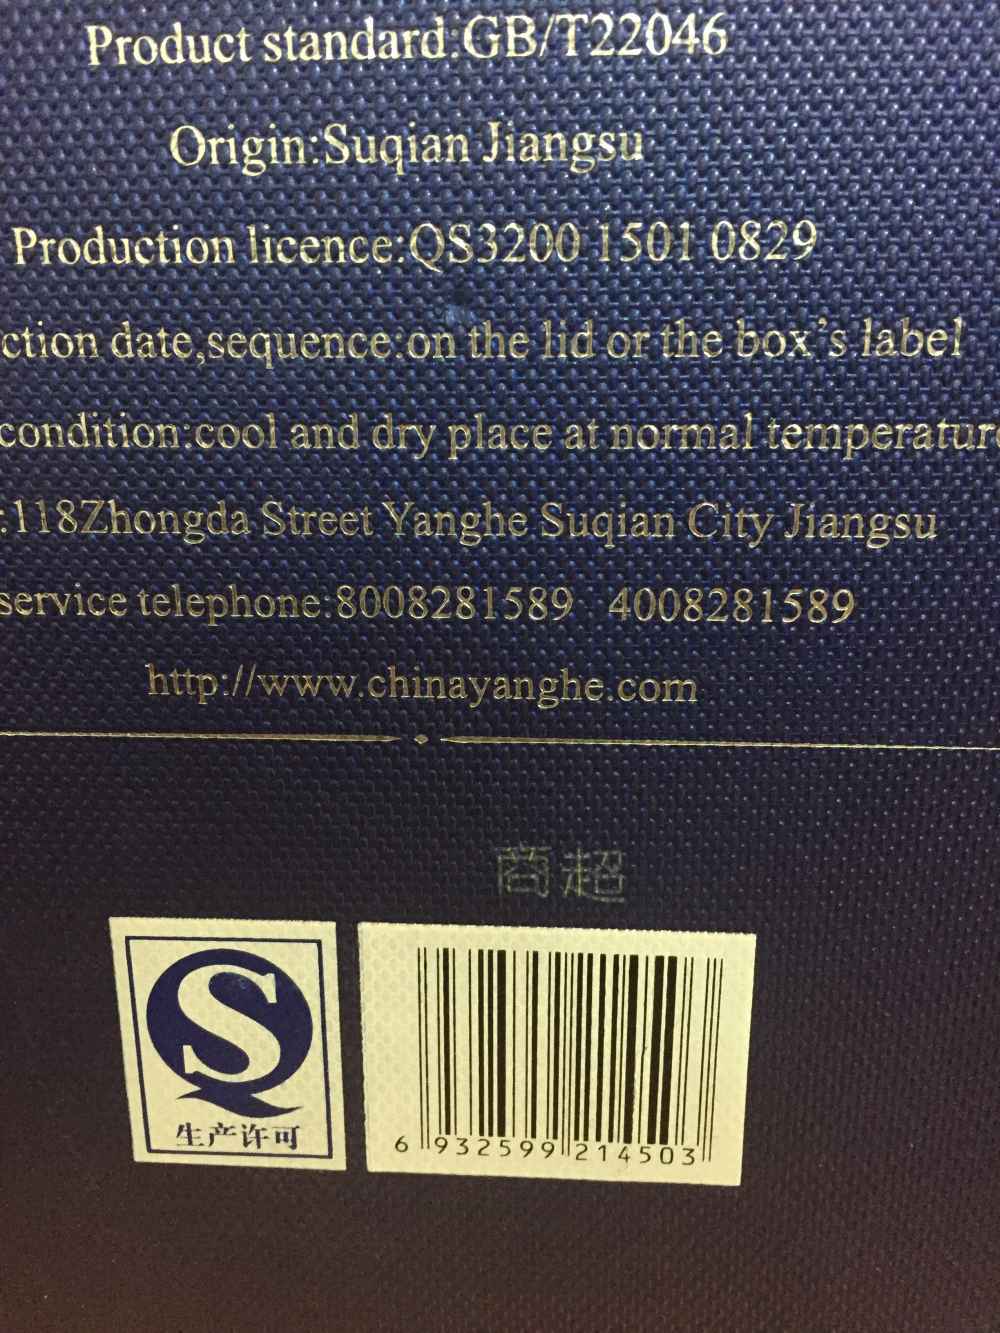 Product standard:GB/T22046
Origin:Suqian Jiangsu
Production licence:QS3200 1501 0829
ction date,sequence:on the lid or the box's label
condition:cool and dry place at normal temperature
:118Zhongda Street Yanghe Suqian City Jiangsu
service telephone:8008281589 4008281589
http://www.chinayanghe.com
商超
QS
生产许可
6 932599 214503